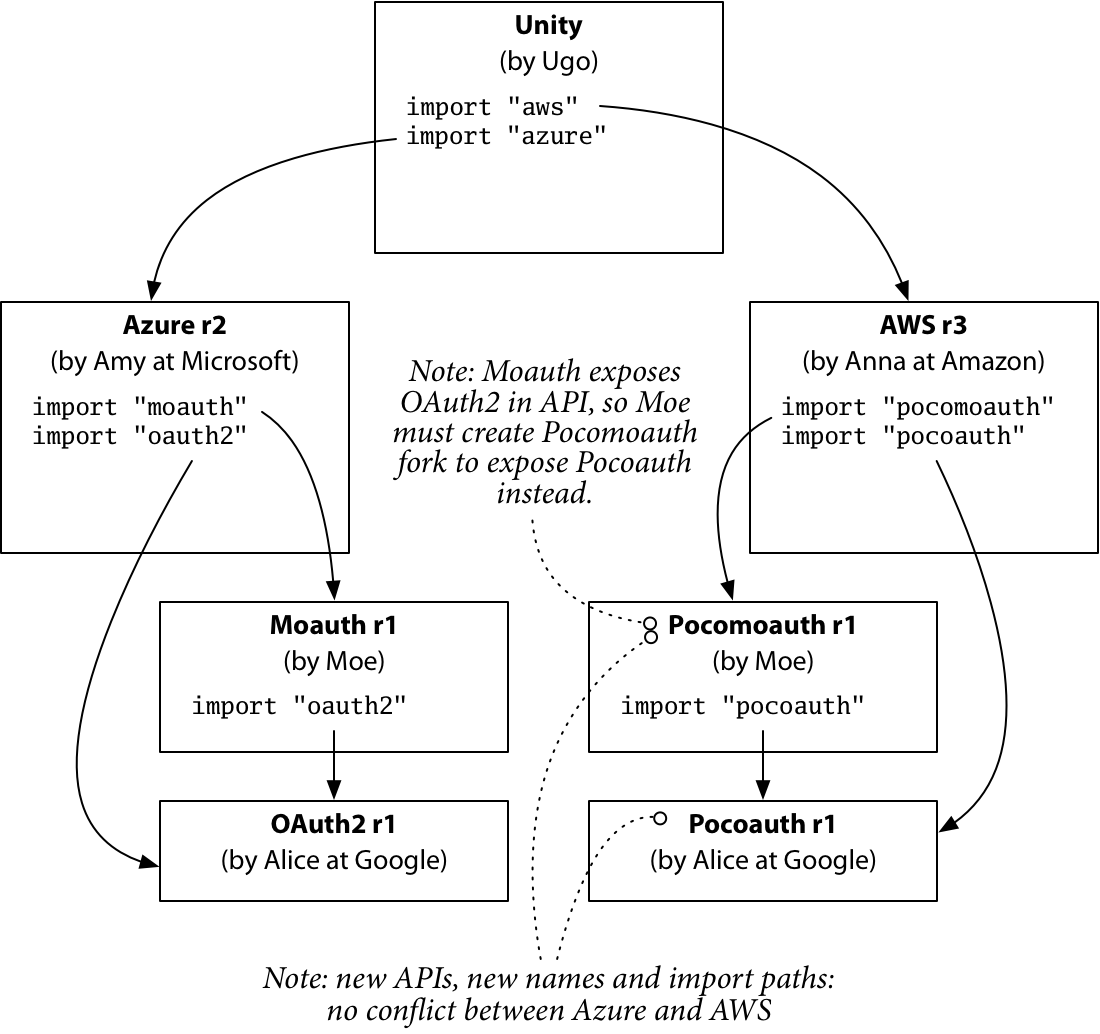 Unity
(by Ugo)
import "aws"
import "azure"
Azure r2
(by Amy at Microsoft)
import "moauth"
import "oauth2"
Note: Moauth exposes
OAuth2 in API, so Moe
must create Pocomoauth
fork to expose Pocoauth
instead.
AWS r3
(by Anna at Amazon)
import "pocomoauth"
import "pocoauth"
Moauth r1
(by Moe)
import "oauth2"
Pocomoauth r1
(by Moe)
import "pocoauth"
OAuth2 r1
(by Alice at Google)
Pocoauth r1
(by Alice at Google)
Note: new APIs, new names and import paths:
no conflict between Azure and AWS